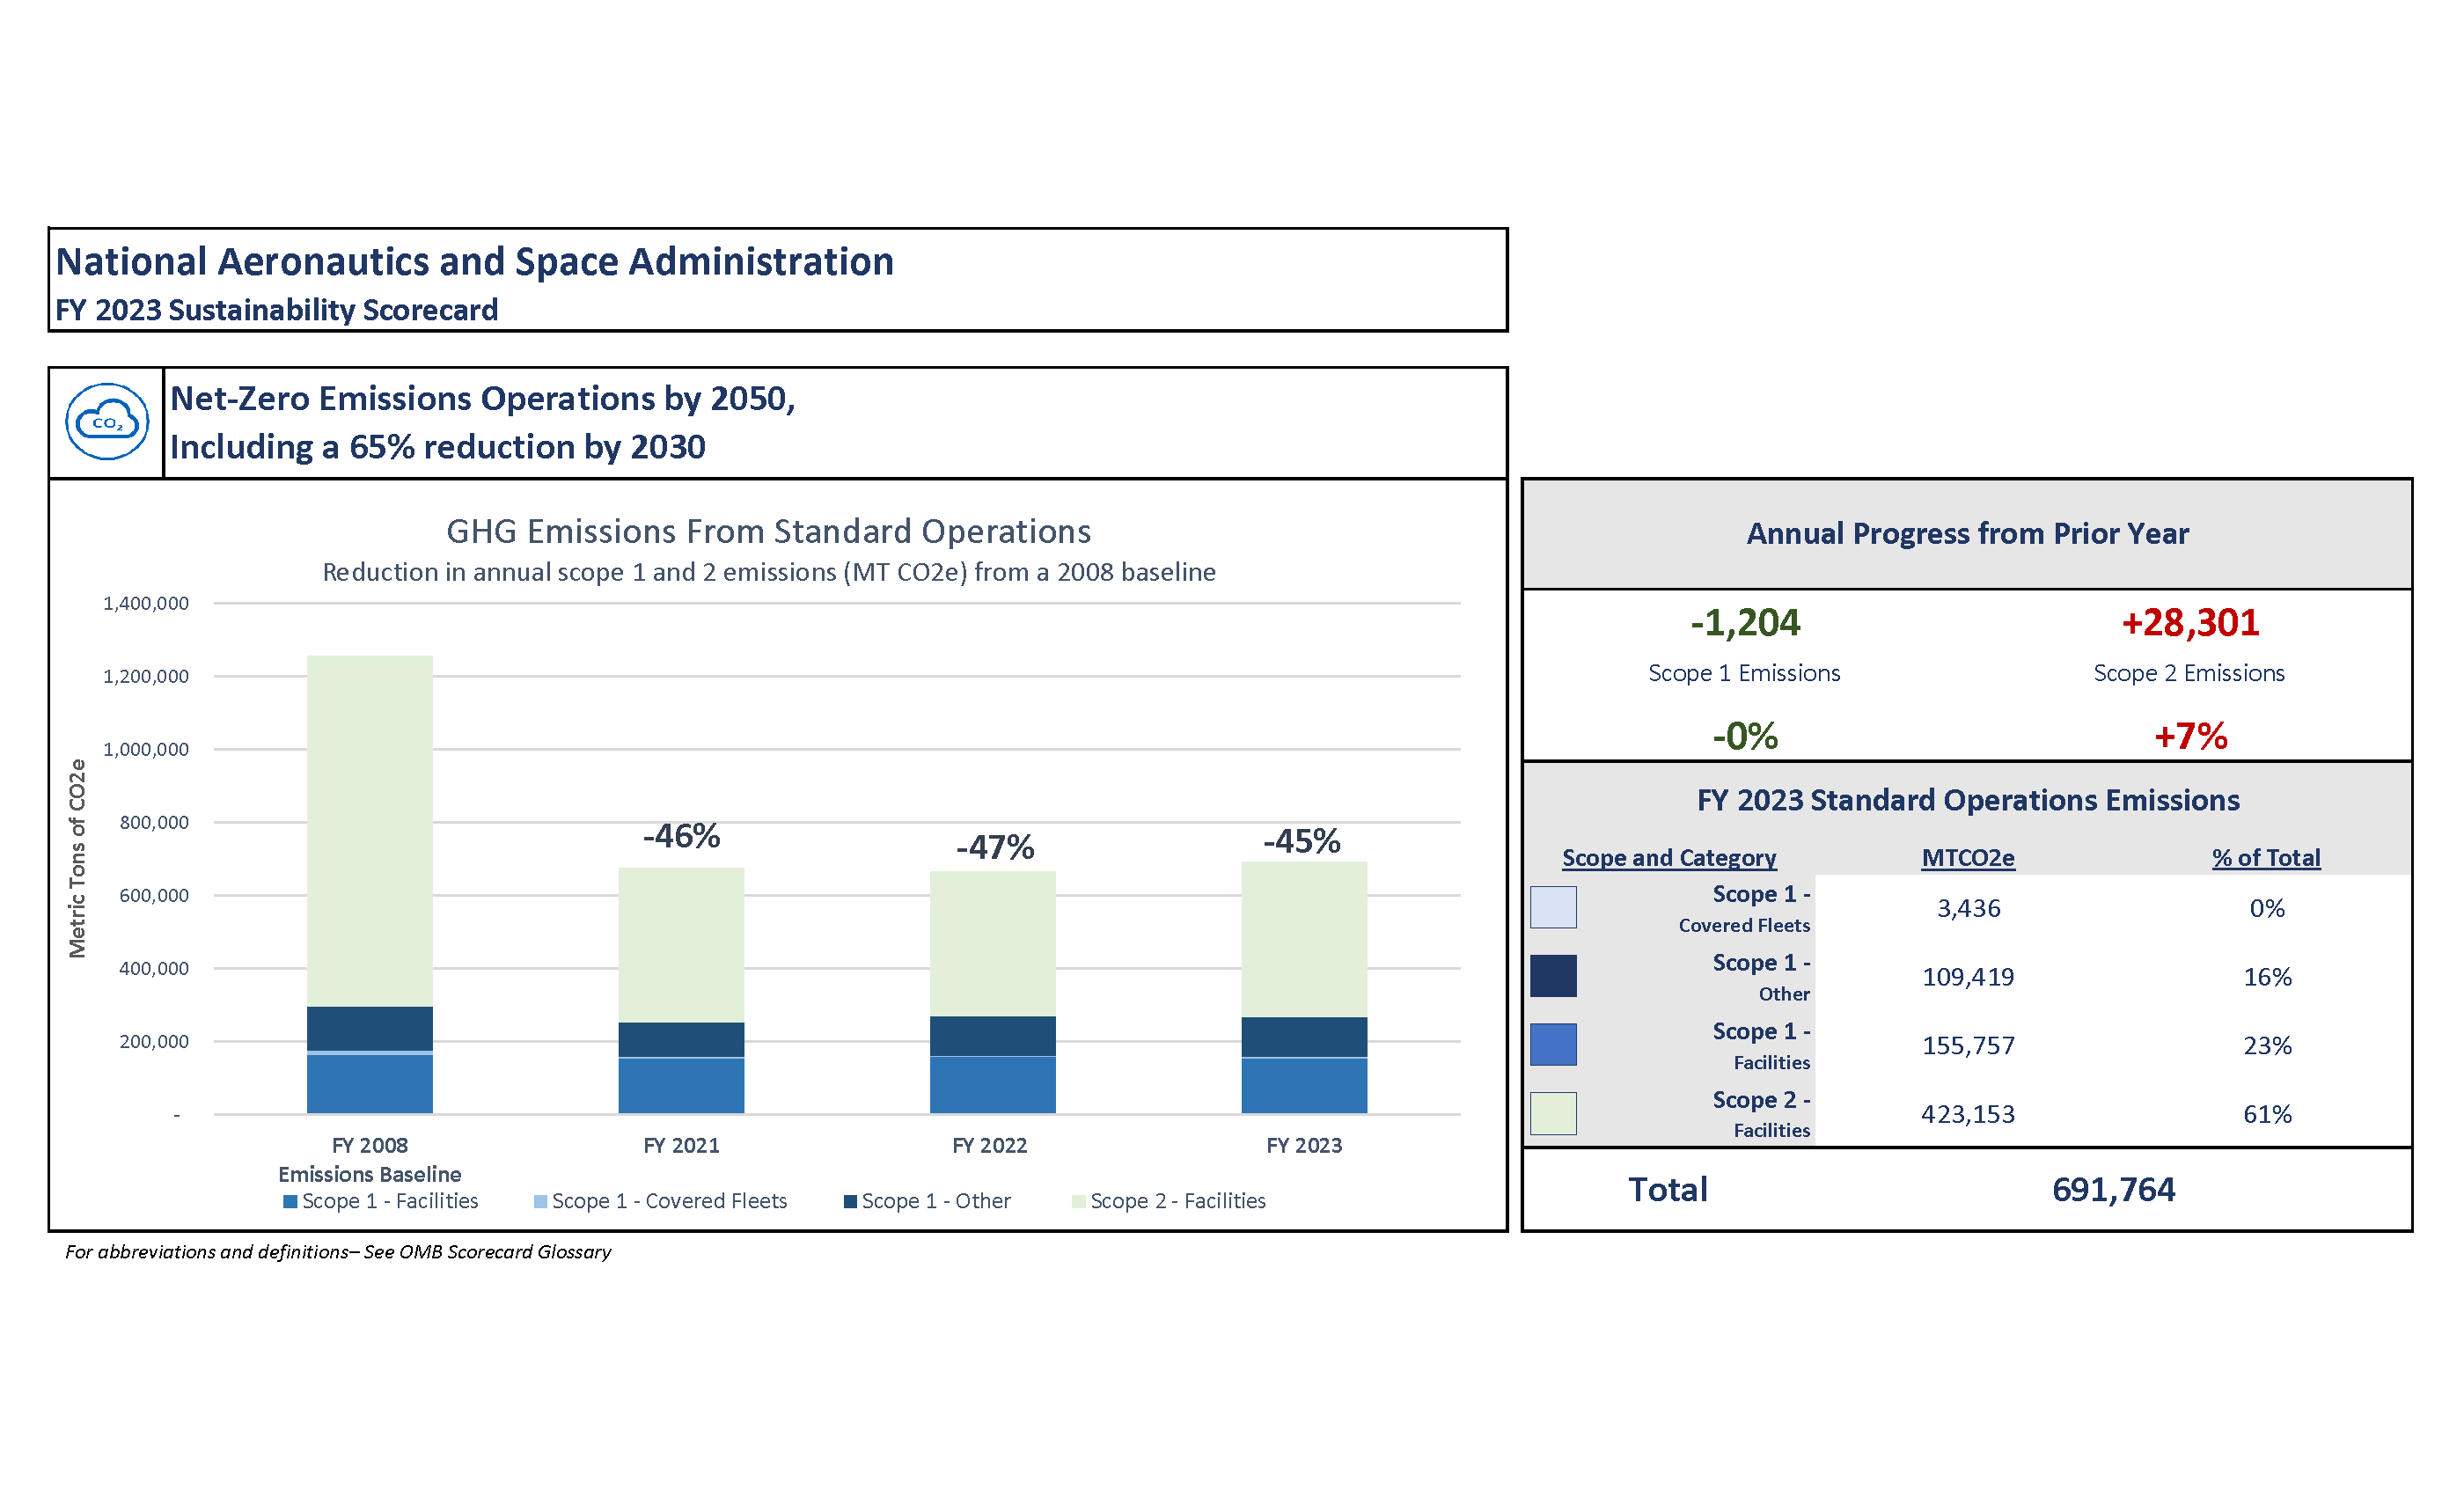 National Aeronautics and Space Administration
FY 2023 Sustainability Scorecard
CO₂
Net-Zero Emissions Operations by 2050,
Including a 65% reduction by 2030
GHG Emissions From Standard Operations
Reduction in annual scope 1 and 2 emissions (MT CO2e) from a 2008 baseline
Metric Tons of CO2e
1,400,000
1,200,000
1,000,000
800,000
600,000
400,000
200,000
-
-46%
-47%
-45%
FY 2008
Emissions Baseline
FY 2021
FY 2022
FY 2023
Scope 1 - Facilities
Scope 1 - Covered Fleets
Scope 1 - Other
Scope 2 - Facilities
For abbreviations and definitions– See OMB Scorecard Glossary
Annual Progress from Prior Year
-1,204 +28,301
Scope 1 Emissions Scope 2 Emissions
-0% +7%
FY 2023 Standard Operations Emissions
Scope and Category MTCO2e % of Total
Scope 1 -
Covered Fleets
3,436 0%
Scope 1 -
Other
109,419 16%
Scope 1 -
Facilities
155,757 23%
Scope 2 -
Facilities
423,153 61%
Total 691,764